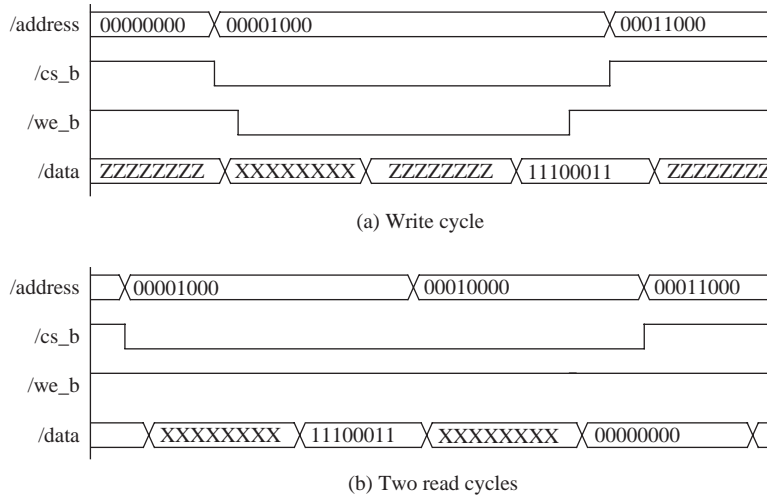 /address 00000000 00001000 00011000
/cs_b
/we_b
/data ZZZZZZZZ XXXXXXXX ZZZZZZZZ 11100011 ZZZZZZZZ
(a) Write cycle
/address 00001000 00010000 00011000
/cs_b
/we_b
/data XXXXXXXX 11100011 XXXXXXXX 00000000
(b) Two read cycles